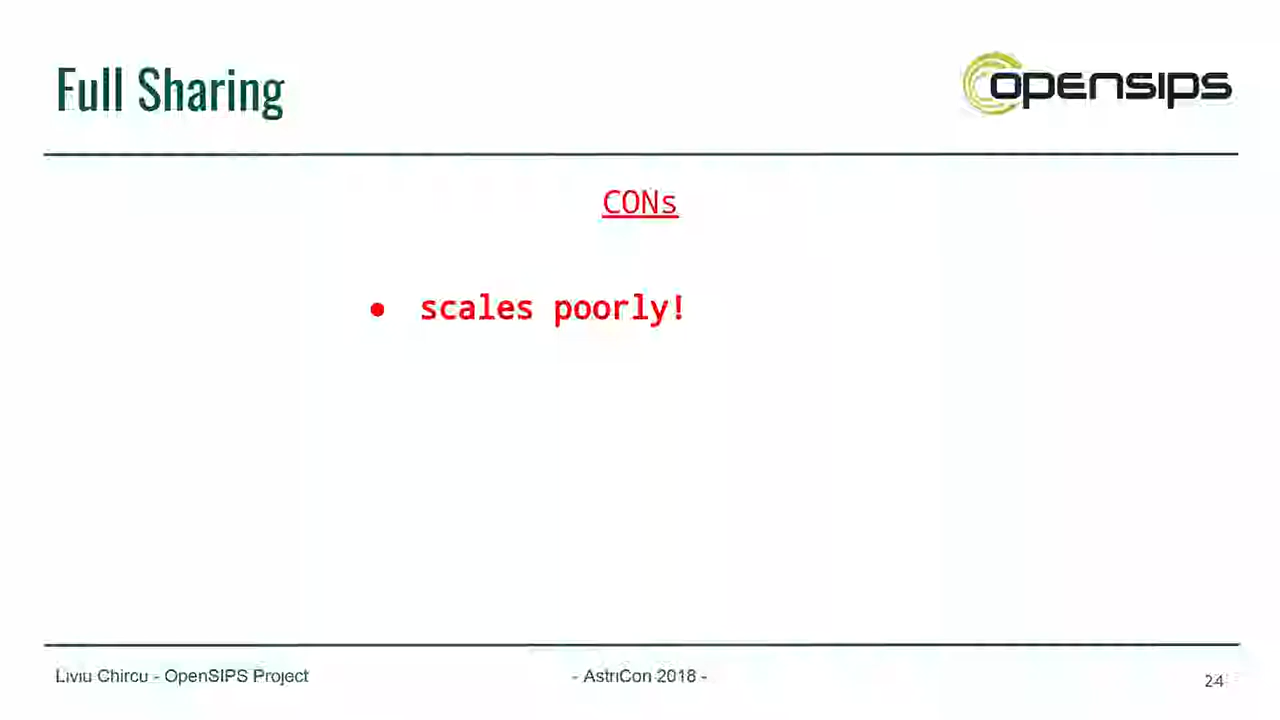 Full Sharing
opensips
CONs
● scales poorly!
Liviu Chircu - OpenSIPS Project
- AstriCon 2018 -
24